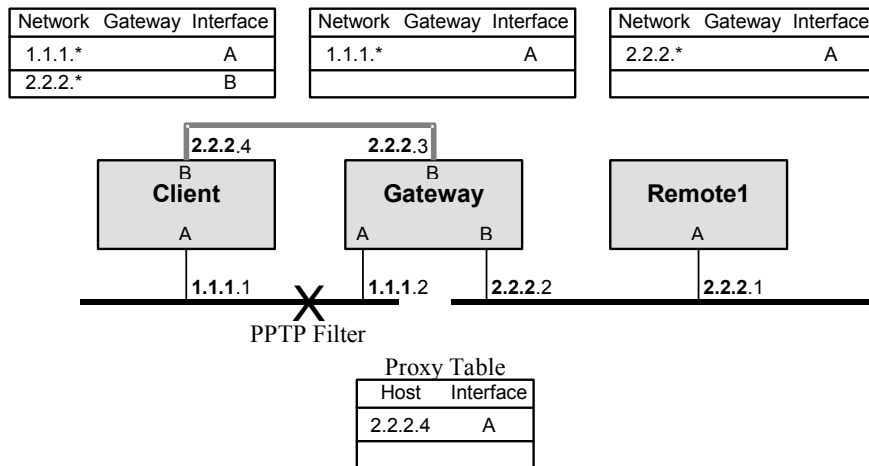 Network Gateway Interface
1.1.1.* A
2.2.2.* B
Network Gateway Interface
1.1.1.* A
Network Gateway Interface
2.2.2.* A
2.2.2.4
2.2.2.3
B
B
Client
Gateway
Remote1
A
A
B
A
1.1.1.1
1.1.1.2
2.2.2.2
2.2.2.1
X
PPTP Filter
Proxy Table
Host Interface
2.2.2.4 A